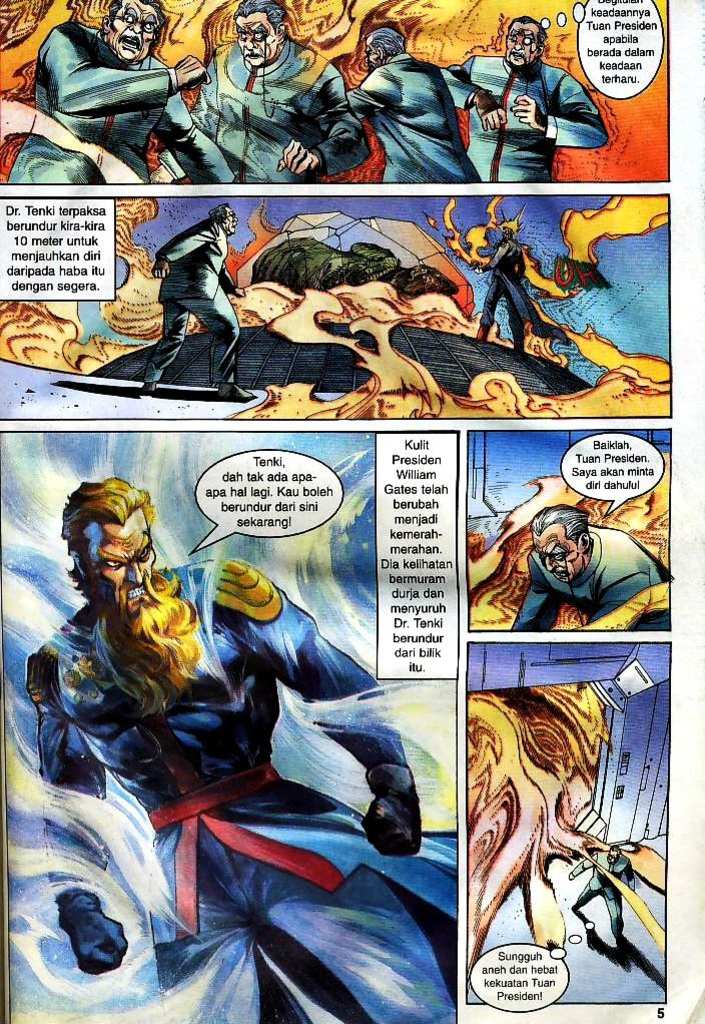 Begitulah
keadaannya
Tuan Presiden
apabila
berada dalam
keadaan
terharu.
Dr. Tenki terpaksa
berundur kira-kira
10 meter untuk
menjauhkan diri
daripada haba itu
dengan segera.
Tenki,
dah tak ada apa-
apa hal lagi. Kau boleh
berundur dari sini
sekarang!
Kulit
Presiden
William
Gates telah
berubah
menjadi
kemerah-
merahan.
Dia kelihatan
bermuram
durja dan
menyuruh
Dr. Tenki
berundur
dari bilik
itu.
Baiklah,
Tuan Presiden.
Saya akan minta
diri dahulu!
Sungguh
aneh dan hebat
kekuatan Tuan
Presiden!
5